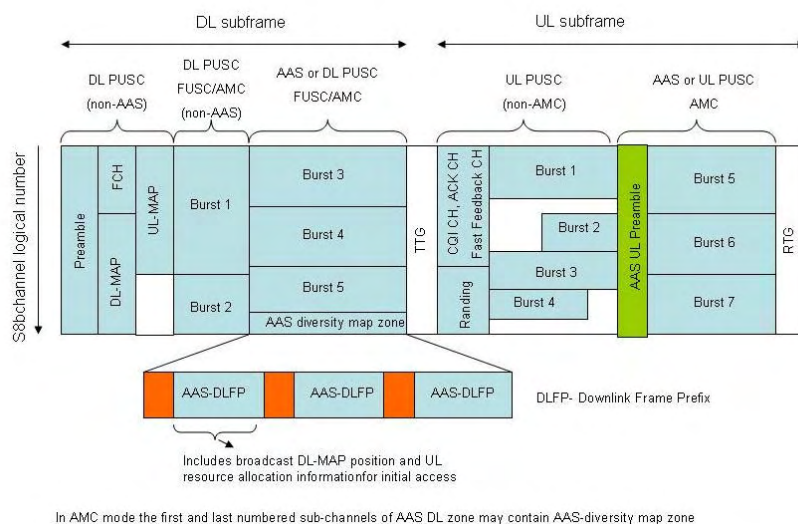 DL subframe
UL subframe
DL PUSC
(non-AAS)
DL PUSC
FUSC/AMC
(non-AAS)
AAS or DL PUSC
FUSC/AMC
UL PUSC
(non-AMC)
AAS or UL PUSC
AMC
S8bchannel logical number
Preamble
FCH
DL-MAP
UL-MAP
Burst 1
Burst 2
Burst 3
Burst 4
Burst 5
AAS diversity map zone
TTG
CQI CH, ACK CH
Fast Feedback CH
Randing
Burst 1
Burst 2
Burst 3
Burst 4
AAS UL Preamble
Burst 5
Burst 6
Burst 7
RTG
AAS-DLFP
AAS-DLFP
AAS-DLFP
DLFP- Downlink Frame Prefix
Includes broadcast DL-MAP position and UL
resource allocation informationfor initial access
In AMC mode the first and last numbered sub-channels of AAS DL zone may contain AAS-diversity map zone